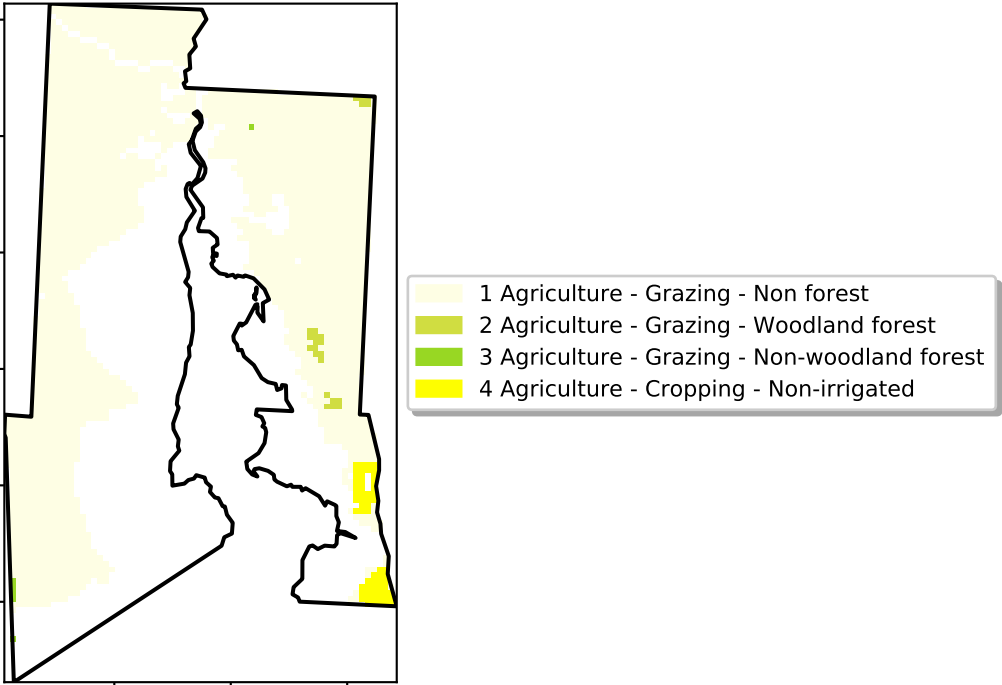 1 Agriculture - Grazing - Non forest
2 Agriculture - Grazing - Woodland forest
3 Agriculture - Grazing - Non-woodland forest
4 Agriculture - Cropping - Non-irrigated